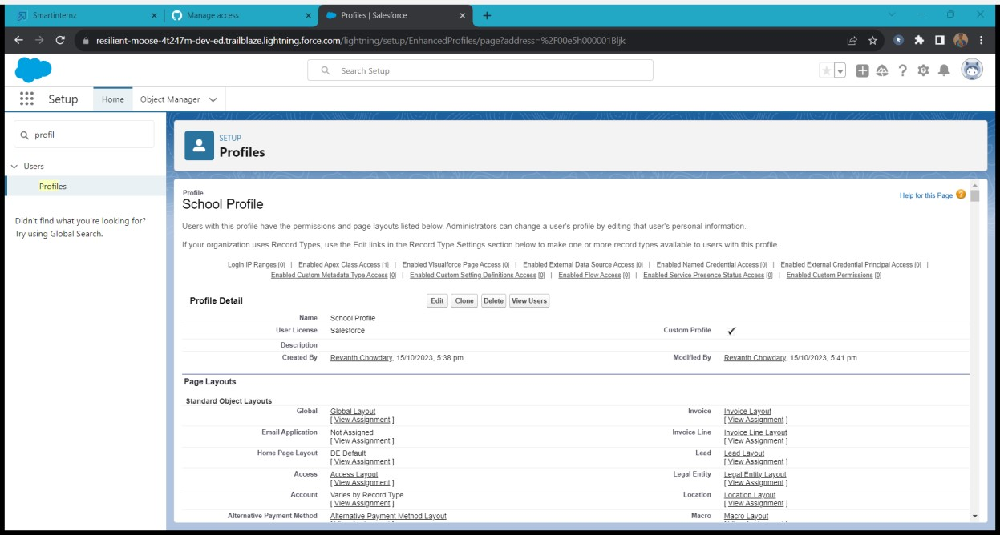 Smartinternz
Manage access
Profiles | Salesforce
resilient-moose-4t247m-dev-ed.trailblaze.lightning.force.com/lightning/setup/EnhancedProfiles/page?address=%2F00e5h000001Bljk
Search Setup
Setup Home Object Manager
profil
Users
Profiles
Didn't find what you're looking for?
Try using Global Search.
SETUP
Profiles
Profile
School Profile
Help for this Page
Users with this profile have the permissions and page layouts listed below. Administrators can change a user's profile by editing that user's personal information.
If your organization uses Record Types, use the Edit links in the Record Type Settings section below to make one or more record types available to users with this profile.
Login IP Ranges [0] | Enabled Apex Class Access [1] | Enabled Visualforce Page Access [0] | Enabled External Data Source Access [0] | Enabled Named Credential Access [0] | Enabled External Credential Principal Access [0] |
Enabled Custom Metadata Type Access [0] | Enabled Custom Setting Definitions Access [0] | Enabled Flow Access [0] | Enabled Service Presence Status Access [0] | Enabled Custom Permissions [0]
Profile Detail Edit Clone Delete View Users
Name School Profile
User License Salesforce Custom Profile
Description
Created By Revanth Chowdary, 15/10/2023, 5:38 pm Modified By Revanth Chowdary, 15/10/2023, 5:41 pm
Page Layouts
Standard Object Layouts
Global Global Layout Invoice Invoice Layout
[ View Assignment ] [ View Assignment ]
Email Application Not Assigned Invoice Line Invoice Line Layout
[ View Assignment ] [ View Assignment ]
Home Page Layout DE Default Lead Lead Layout
[ View Assignment ] [ View Assignment ]
Access Access Layout Legal Entity Legal Entity Layout
[ View Assignment ] [ View Assignment ]
Account Varies by Record Type Location Location Layout
[ View Assignment ] [ View Assignment ]
Alternative Payment Method Alternative Payment Method Layout Macro Macro Layout